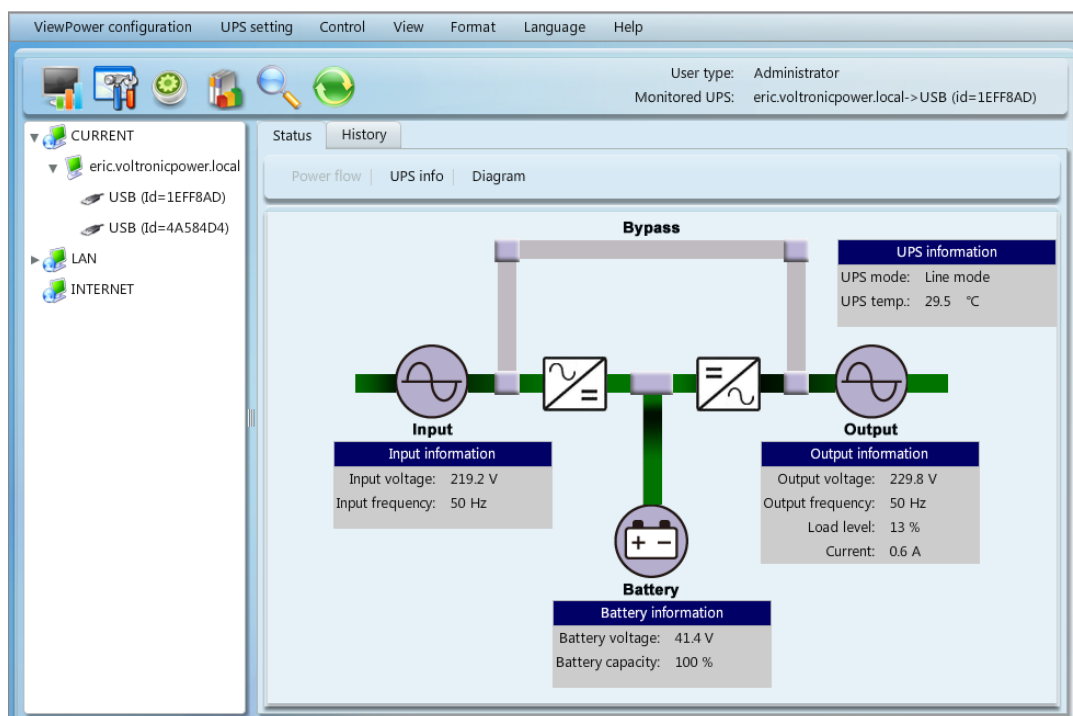 ViewPower configuration UPS setting Control View Format Language Help
User type: Administrator
Monitored UPS: eric.voltronicpower.local->USB (id=1EFF8AD)
CURRENT
eric.voltronicpower.local
USB (Id=1EFF8AD)
USB (Id=4A584D4)
LAN
INTERNET
Status History
Power flow UPS info Diagram
Bypass
UPS information
UPS mode: Line mode
UPS temp.: 29.5 °C
Input
Input information
Input voltage: 219.2 V
Input frequency: 50 Hz
Output
Output information
Output voltage: 229.8 V
Output frequency: 50 Hz
Load level: 13 %
Current: 0.6 A
Battery
Battery information
Battery voltage: 41.4 V
Battery capacity: 100 %